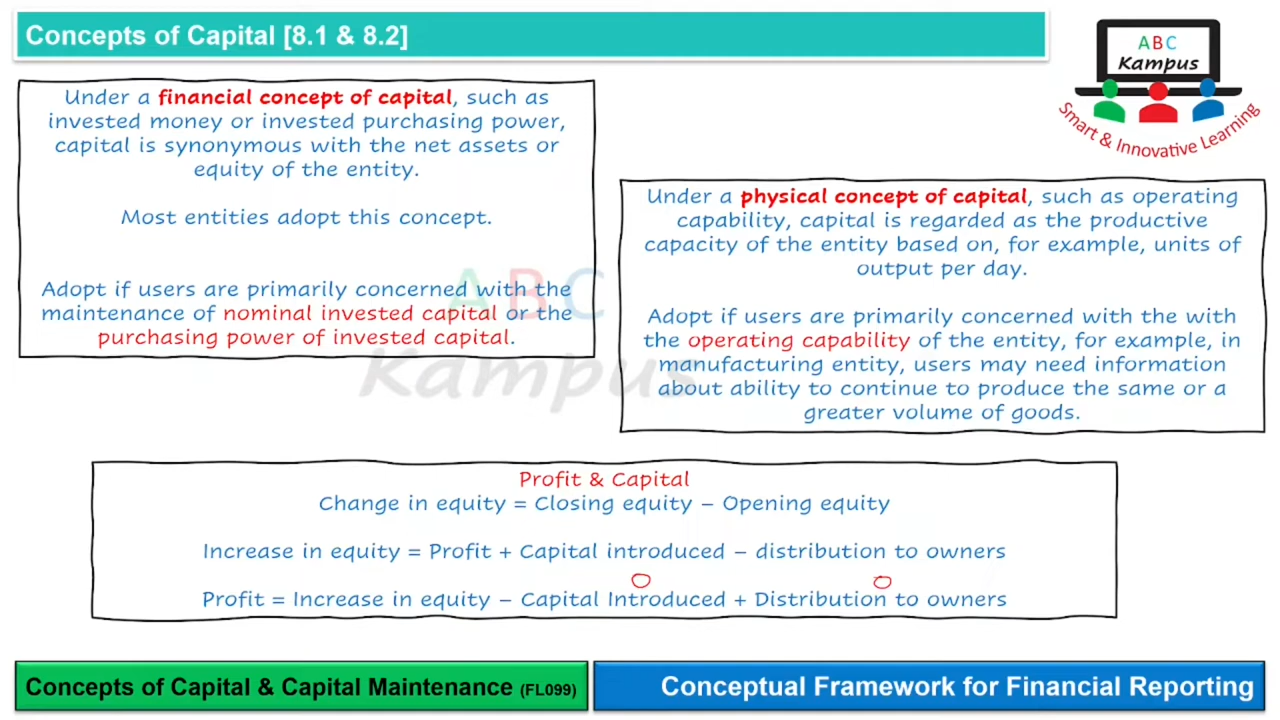 Concepts of Capital [8.1 & 8.2]
ABC
Kampus
Smart & Innovative Learning
Under a financial concept of capital, such as
invested money or invested purchasing power,
capital is synonymous with the net assets or
equity of the entity.
Most entities adopt this concept.
Adopt if users are primarily concerned with the
maintenance of nominal invested capital or the
purchasing power of invested capital.
Under a physical concept of capital, such as operating
capability, capital is regarded as the productive
capacity of the entity based on, for example, units of
output per day.
Adopt if users are primarily concerned with the with
the operating capability of the entity, for example, in
manufacturing entity, users may need information
about ability to continue to produce the same or a
greater volume of goods.
ABC
Kampus
Profit & Capital
Change in equity = Closing equity – Opening equity
Increase in equity = Profit + Capital introduced – distribution to owners
0 0
Profit = Increase in equity – Capital Introduced + Distribution to owners
Concepts of Capital & Capital Maintenance (FL099)
Conceptual Framework for Financial Reporting